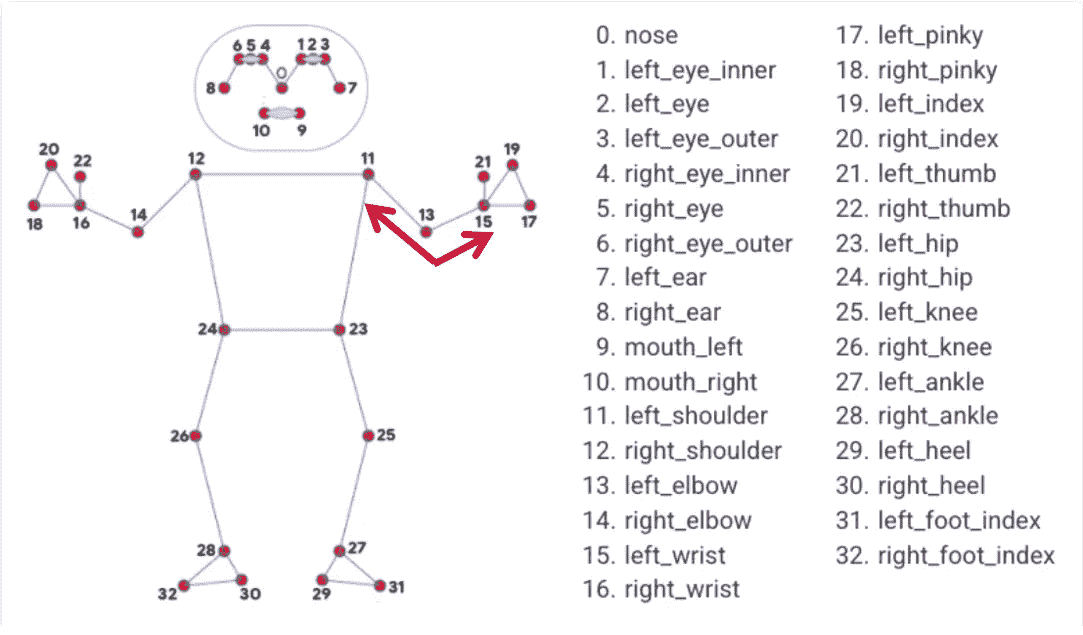 6 5 4 1 2 3
0
8 7
10 9
20 22 12 11 21 19
18 16 14 13 15 17
24 23
26 25
28 27
32 30 29 31
0. nose
1. left_eye_inner
2. left_eye
3. left_eye_outer
4. right_eye_inner
5. right_eye
6. right_eye_outer
7. left_ear
8. right_ear
9. mouth_left
10. mouth_right
11. left_shoulder
12. right_shoulder
13. left_elbow
14. right_elbow
15. left_wrist
16. right_wrist
17. left_pinky
18. right_pinky
19. left_index
20. right_index
21. left_thumb
22. right_thumb
23. left_hip
24. right_hip
25. left_knee
26. right_knee
27. left_ankle
28. right_ankle
29. left_heel
30. right_heel
31. left_foot_index
32. right_foot_index